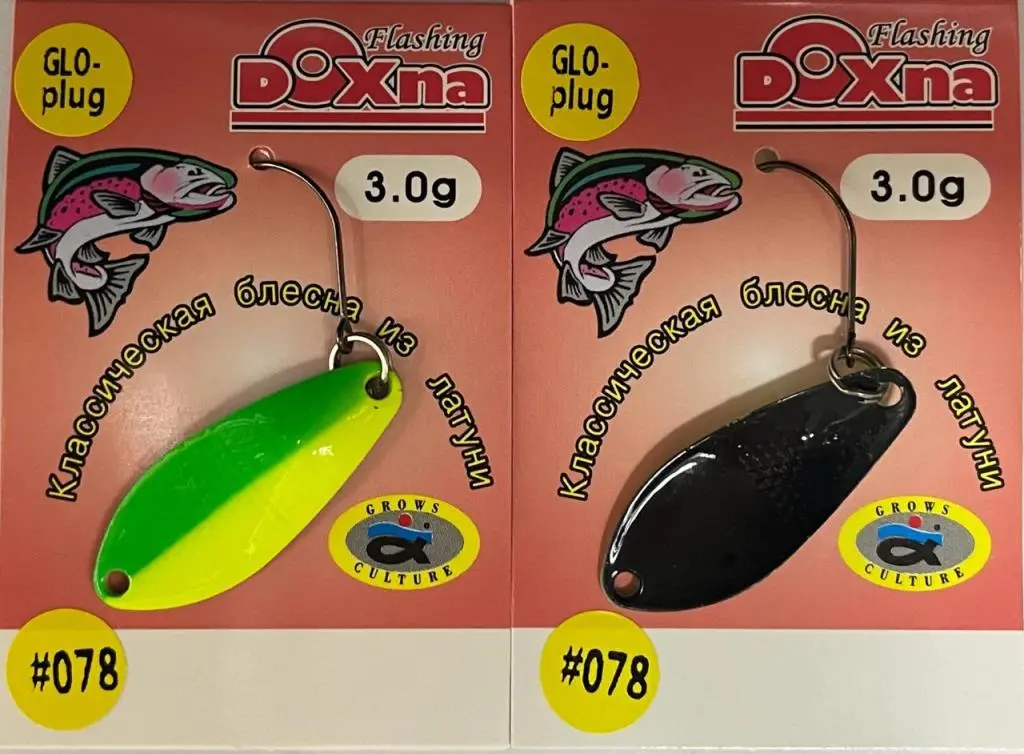 GLO-
plug
Flashing
DOXna
3.0g
Классическая блесна из латуни
GROWS
CULTURE
#078
GLO-
plug
Flashing
DOXna
3.0g
Классическая блесна из латуни
GROWS
CULTURE
#078